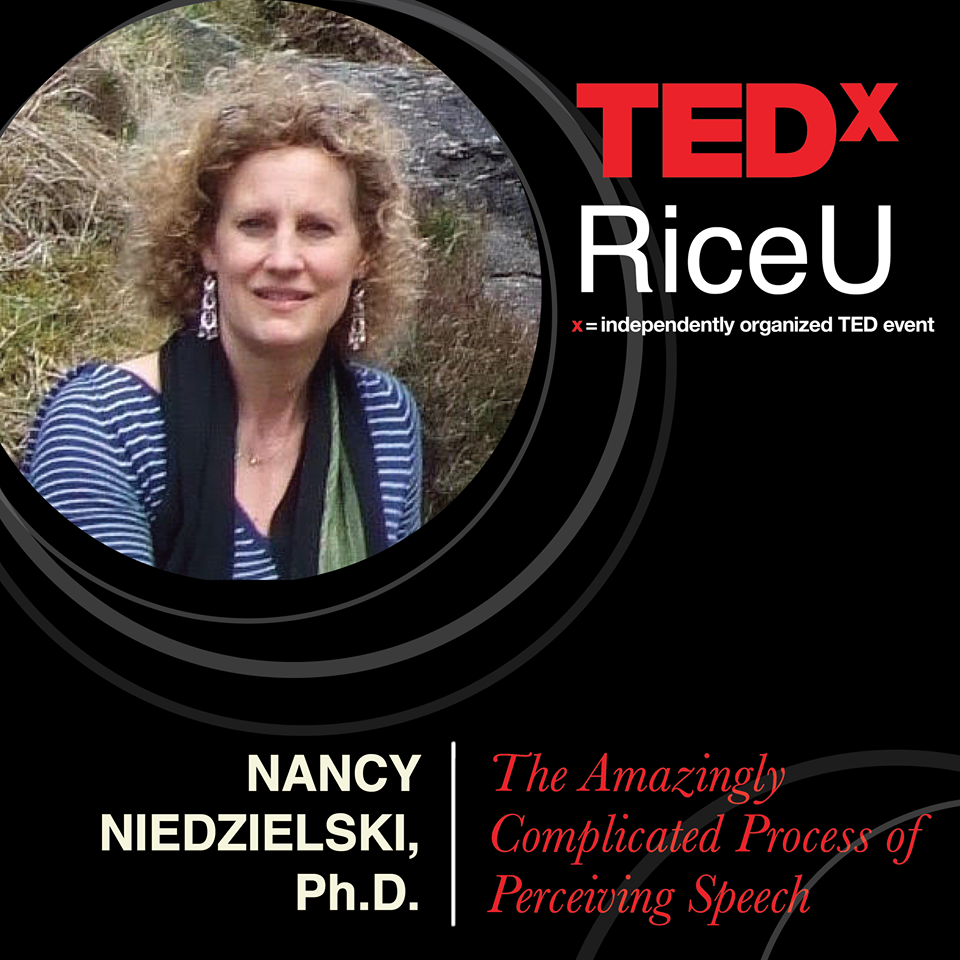 TEDx
RiceU
x = independently organized TED event
NANCY
NIEDZIELSKI,
Ph.D.
The Amazingly
Complicated Process of
Perceiving Speech